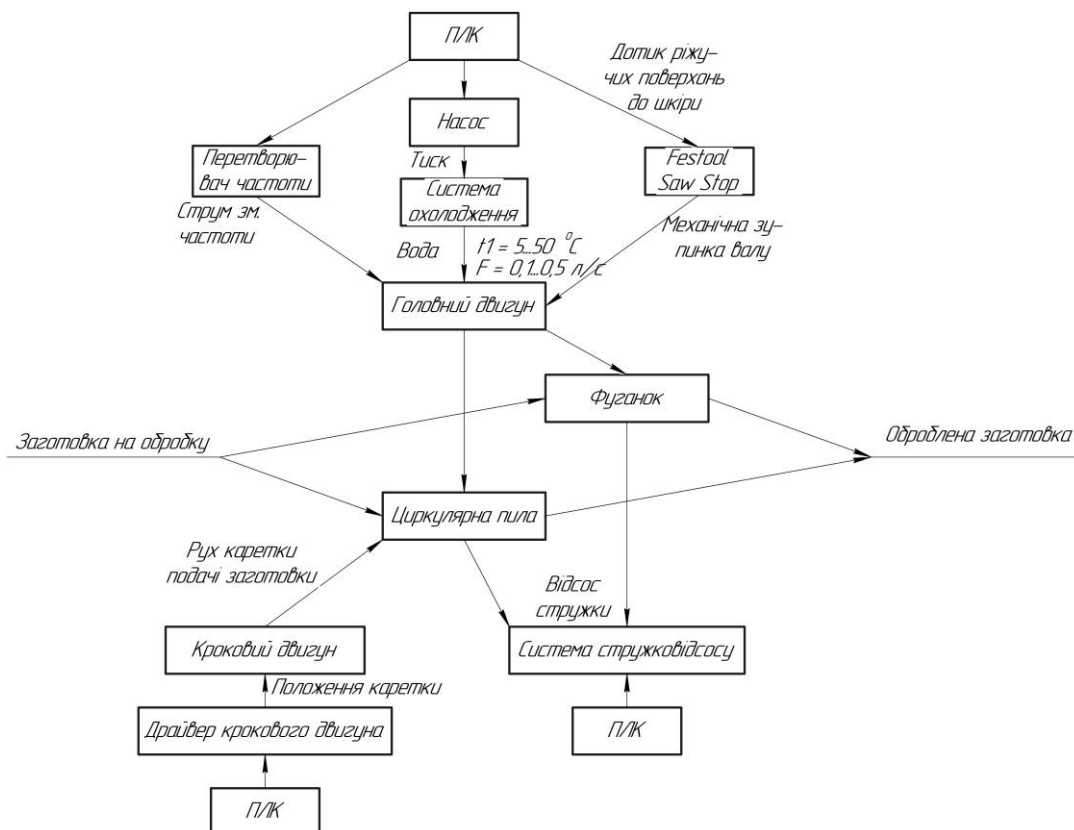 ПЛК
Дотик ріжу-
чих поверхонь
до шкіри
Насос
Перетворю-
вач частоти
Тиск
Festool
Saw Stop
Система
охолодження
Струм зм.
частоти
Механічна зу-
пинка валу
Вода
t1 = 5...50 °C
F = 0,1...0,5 л/с
Головний двигун
Фуганок
Заготовка на обробку
Оброблена заготовка
Циркулярна пила
Рух каретки
подачі заготовки
Відсос
стружки
Кроковий двигун
Система стружковідсосу
Положення каретки
Драйвер крокового двигуна
ПЛК
ПЛК